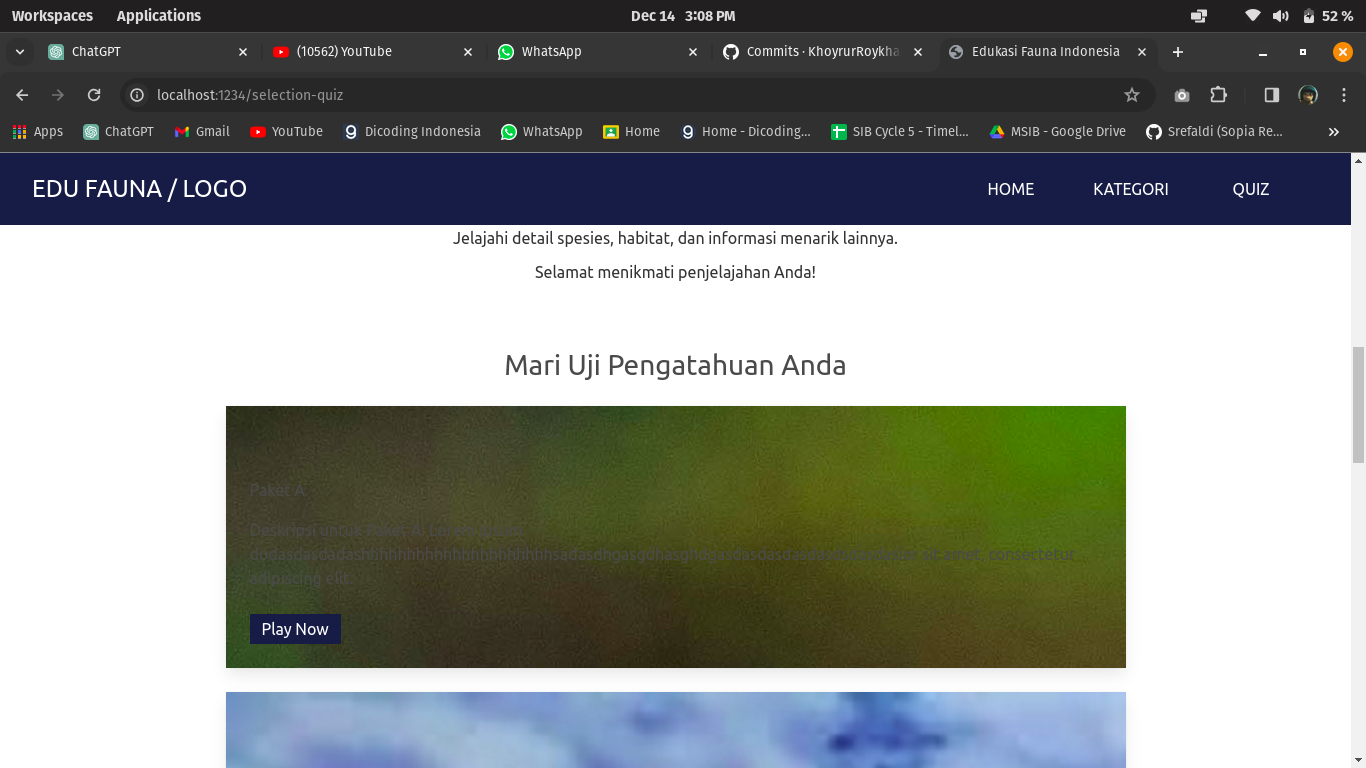 Workspaces Applications Dec 14 3:08 PM 52 %
ChatGPT (10562) YouTube WhatsApp Commits · KhoyrurRoykha Edukasi Fauna Indonesia
localhost:1234/selection-quiz
Apps ChatGPT Gmail YouTube Dicoding Indonesia WhatsApp Home Home - Dicoding... SIB Cycle 5 - Timel... MSIB - Google Drive Srefaldi (Sopia Re...
EDU FAUNA / LOGO HOME KATEGORI QUIZ
Jelajahi detail spesies, habitat, dan informasi menarik lainnya.
Selamat menikmati penjelajahan Anda!
Mari Uji Pengatahuan Anda
Paket A
Deskripsi untuk Paket A. Lorem ipsum
amet, consectetur
adipiscing elit.
Play Now